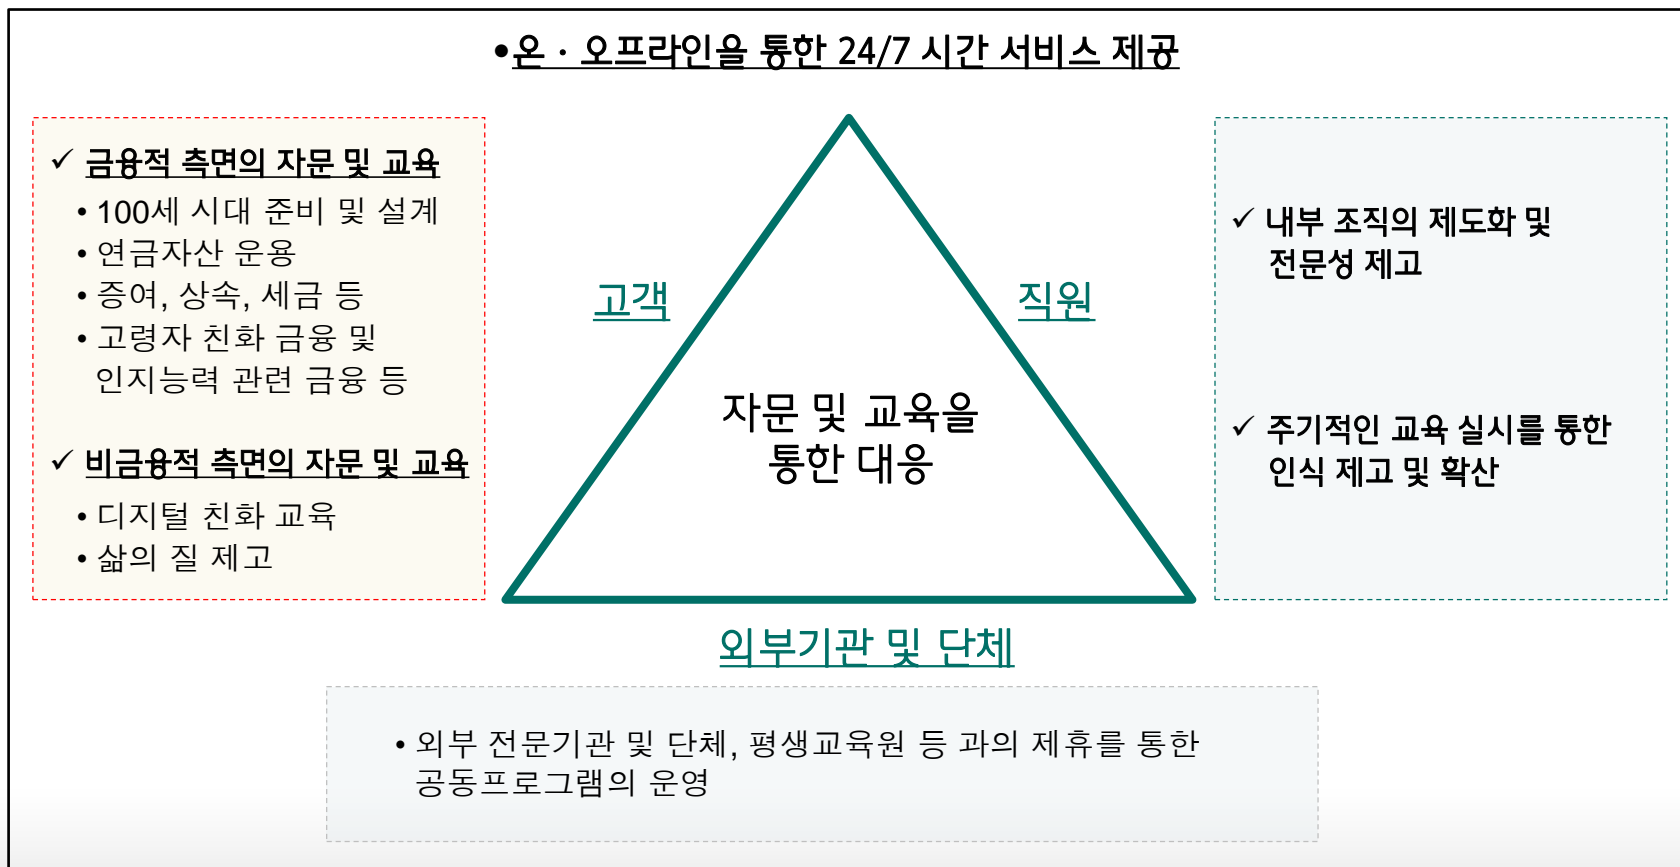 •온 · 오프라인을 통한 24/7 시간 서비스 제공
✓ 금융적 측면의 자문 및 교육
• 100세 시대 준비 및 설계
• 연금자산 운용
• 증여, 상속, 세금 등
• 고령자 친화 금융 및
인지능력 관련 금융 등
✓ 비금융적 측면의 자문 및 교육
• 디지털 친화 교육
• 삶의 질 제고
고객
직원
자문 및 교육을
통한 대응
✓ 내부 조직의 제도화 및
전문성 제고
✓ 주기적인 교육 실시를 통한
인식 제고 및 확산
외부기관 및 단체
• 외부 전문기관 및 단체, 평생교육원 등 과의 제휴를 통한
공동프로그램의 운영